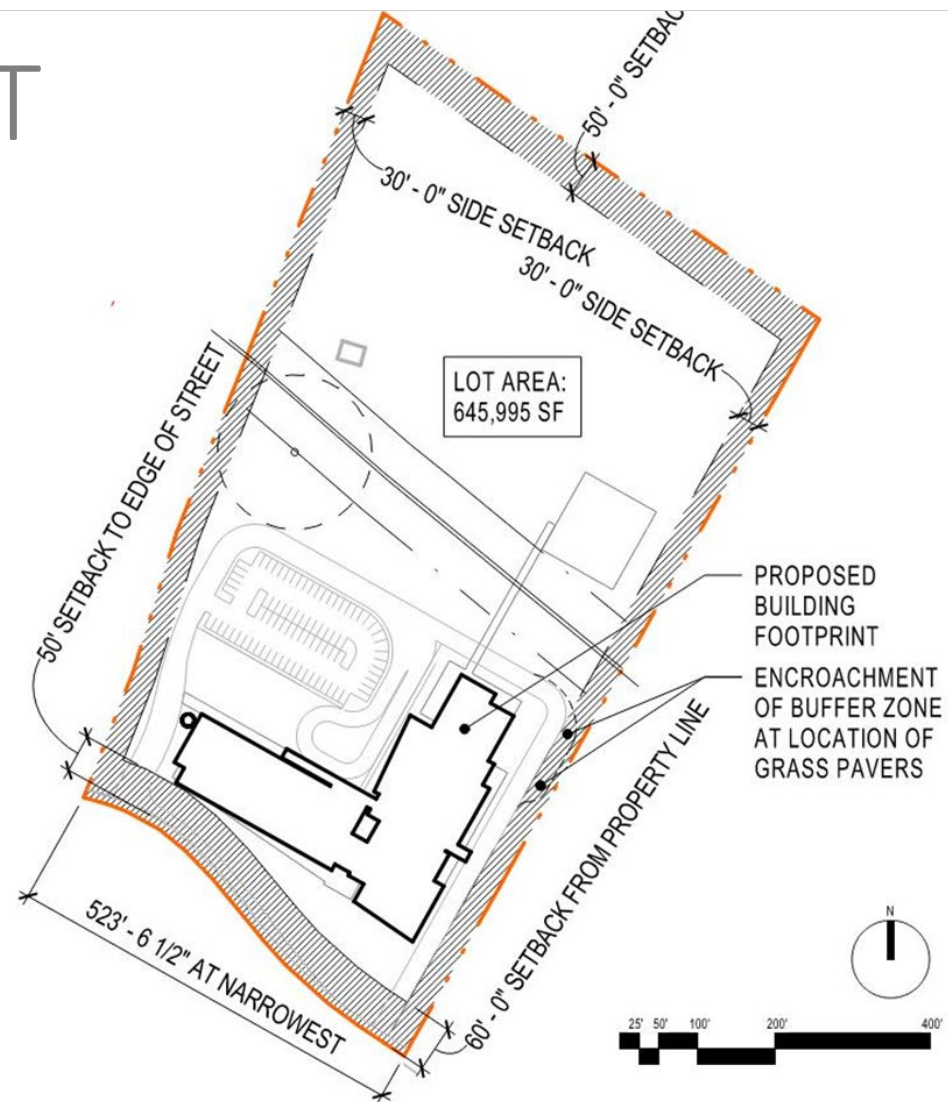 T
50' - 0" SETBAC
30' - 0" SIDE SETBACK
30' - 0" SIDE SETBACK
LOT AREA:
645,995 SF
50' SETBACK TO EDGE OF STREET
PROPOSED
BUILDING
FOOTPRINT
ENCROACHMENT
OF BUFFER ZONE
AT LOCATION OF
GRASS PAVERS
60' - 0" SETBACK FROM PROPERTY LINE
523' - 6 1/2" AT NARROWEST
N
25' 50' 100' 200' 400'